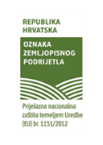 REPUBLIKA
HRVATSKA
OZNAKA
ZEMLJOPISNOG
PODRIJETLA
Prijelazna nacionalna
zaštita temeljem Uredbe
(EU) br. 1151/2012